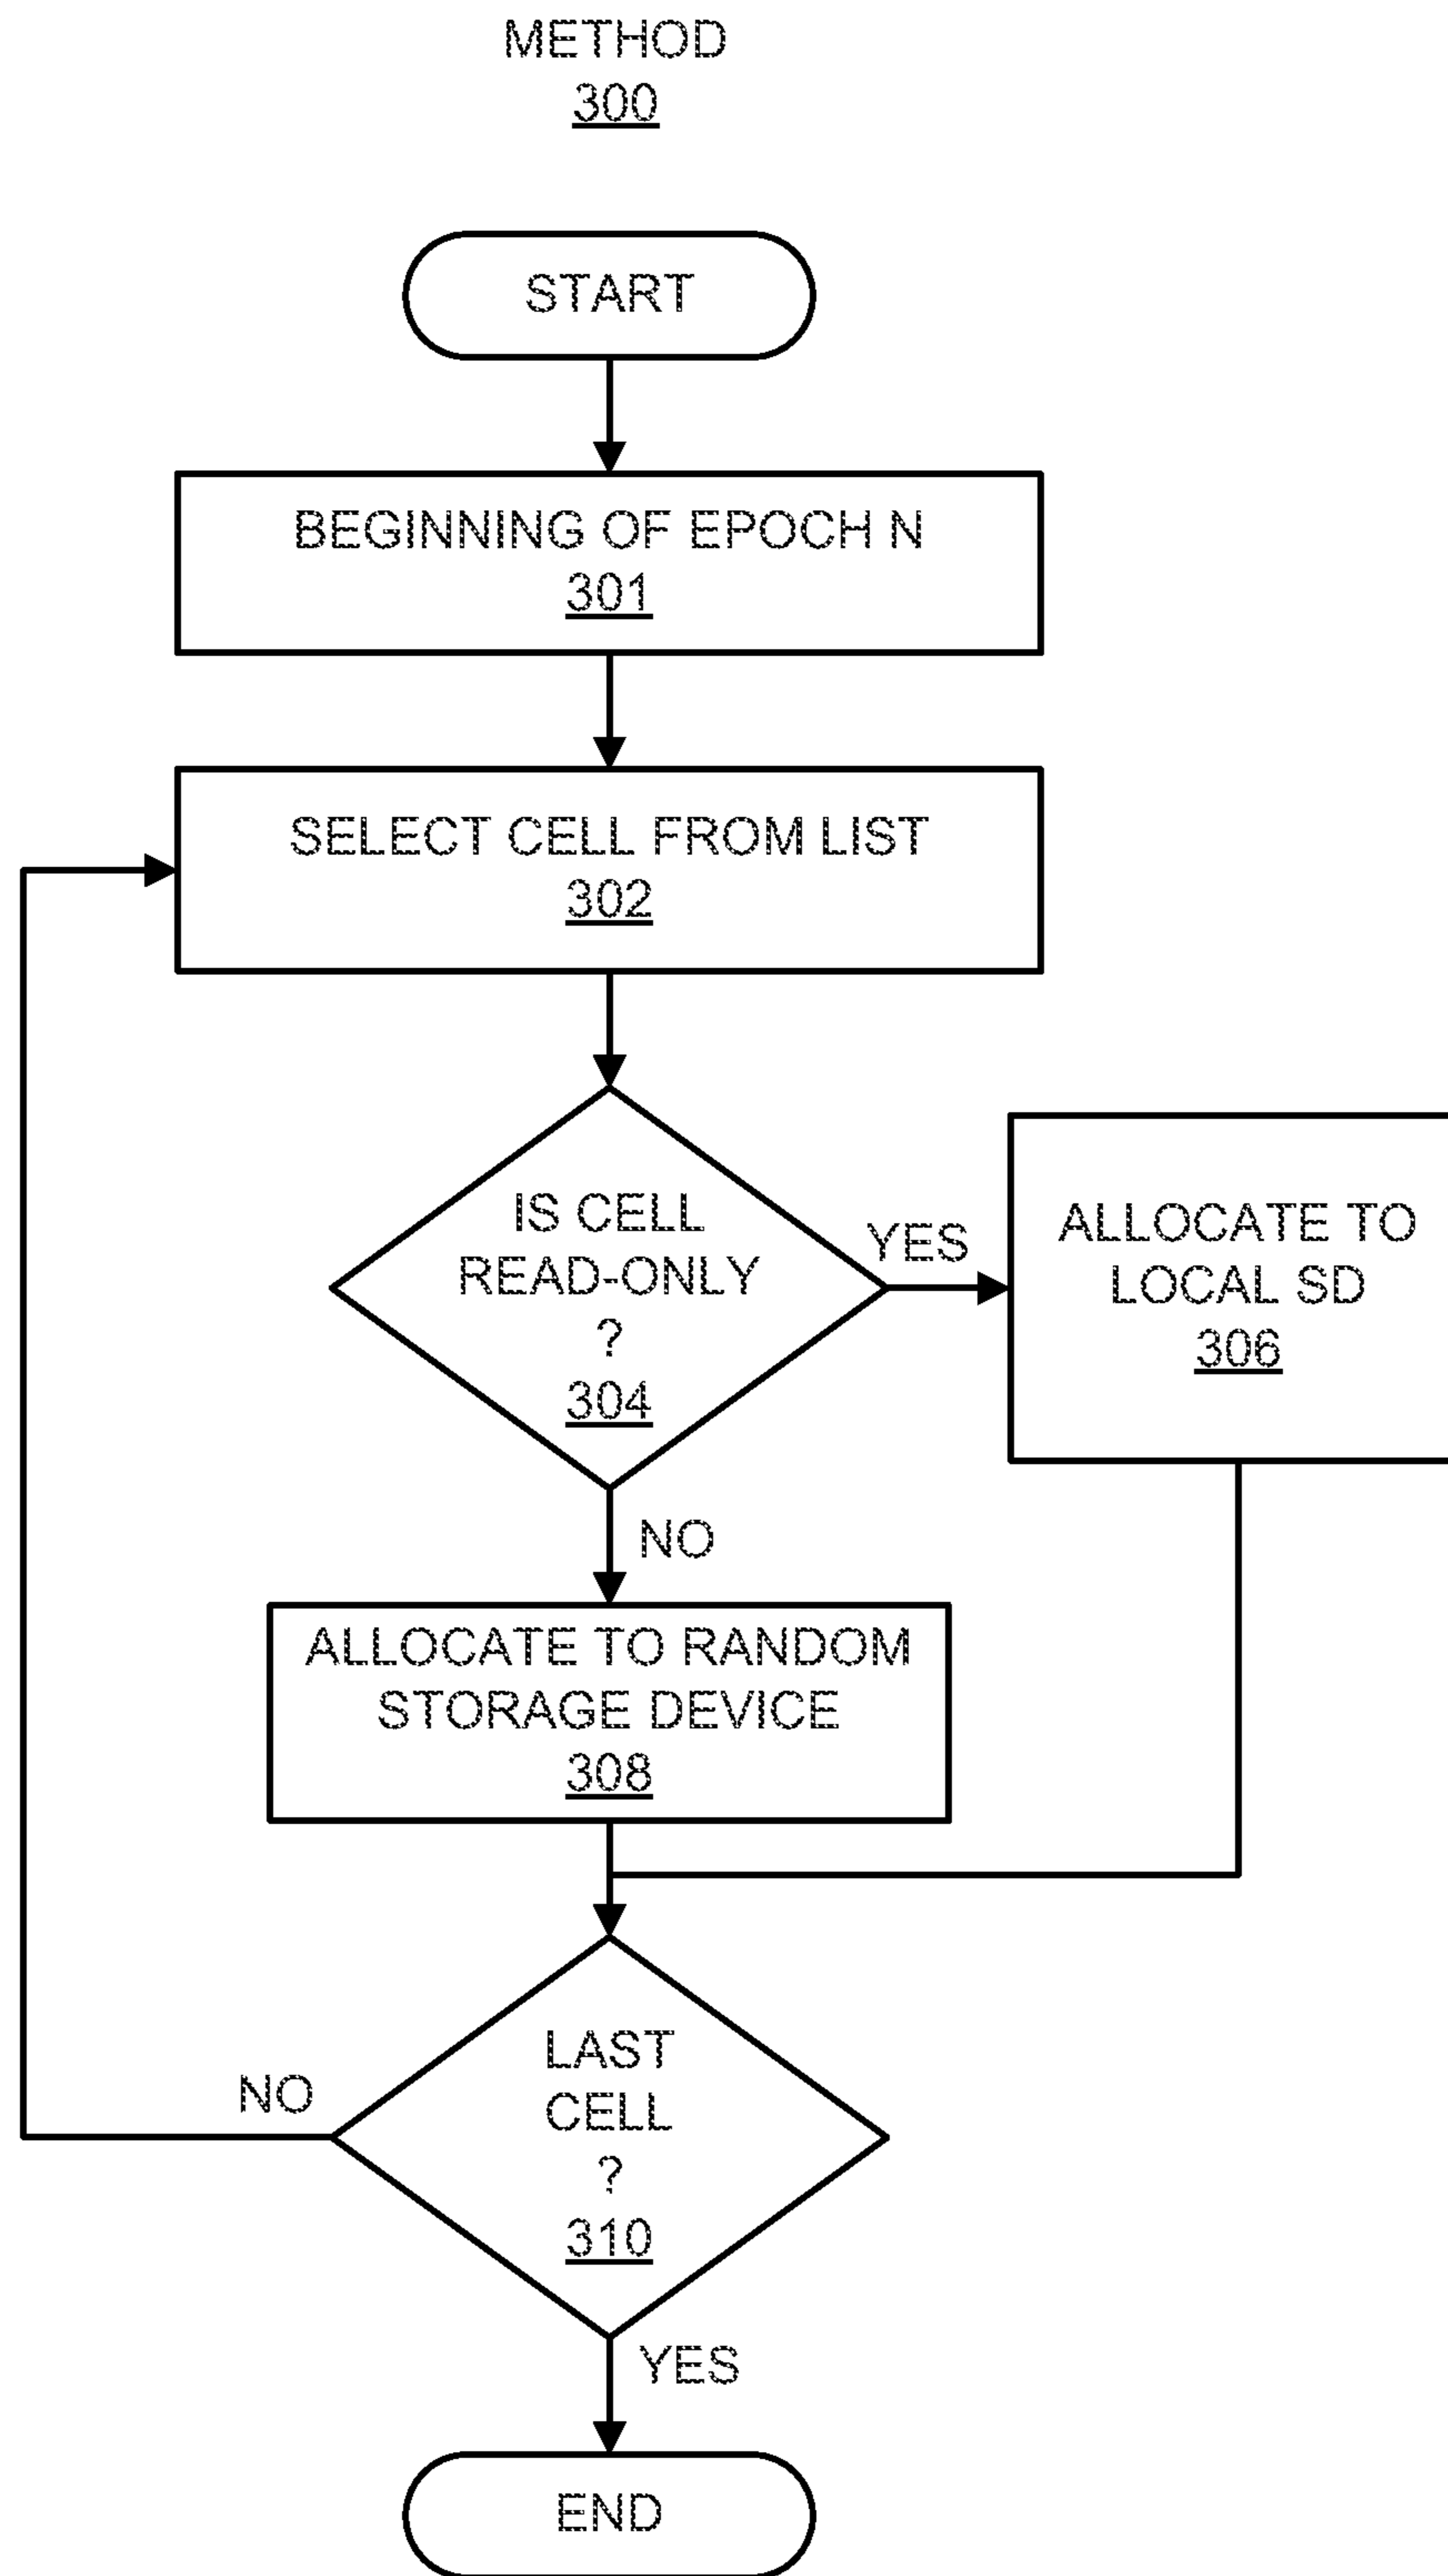 METHOD
300
START
BEGINNING OF EPOCH N
301
SELECT CELL FROM LIST
302
IS CELL
READ-ONLY
?
304
YES
ALLOCATE TO
LOCAL SD
306
NO
ALLOCATE TO RANDOM
STORAGE DEVICE
308
LAST
CELL
?
310
NO
YES
END